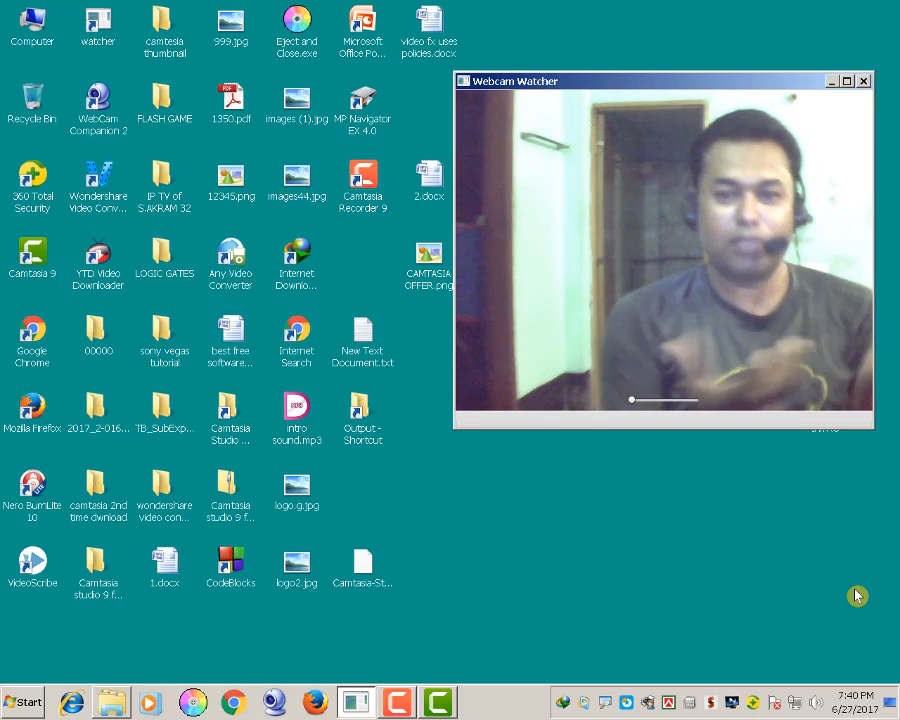 Computer
watcher
camtesia
thumbnail
999.jpg
Eject and
Close.exe
Microsoft
Office Po...
video fx uses
policies.docx
Webcam Watcher
Recycle Bin
WebCam
Companion 2
FLASH GAME
PDF
1350.pdf
images (1).jpg
MP Navigator
EX 4.0
360 Total
Security
Wondershare
Video Conv...
IP TV of
S.AKRAM 32
12345.png
images44.jpg
Camtasia
Recorder 9
2.docx
Camtasia 9
YTD Video
Downloader
LOGIC GATES
Any Video
Converter
Internet
Downlo...
CAMTASIA
OFFER.png
Google
Chrome
00000
sony vegas
tutorial
best free
software...
Internet
Search
New Text
Document.txt
Mozilla Firefox
2017_2-016...
TB_SubExp...
Camtasia
Studio ...
intro
sound.mp3
Output -
Shortcut
Nero BurnLite
10
camtasia 2nd
time dwnload
wondershare
video con...
Camtasia
studio 9 f...
logo.g.jpg
VideoScribe
Camtasia
studio 9 f...
1.docx
CodeBlocks
logo2.jpg
Camtasia-St...
Start
7:40 PM
6/27/2017